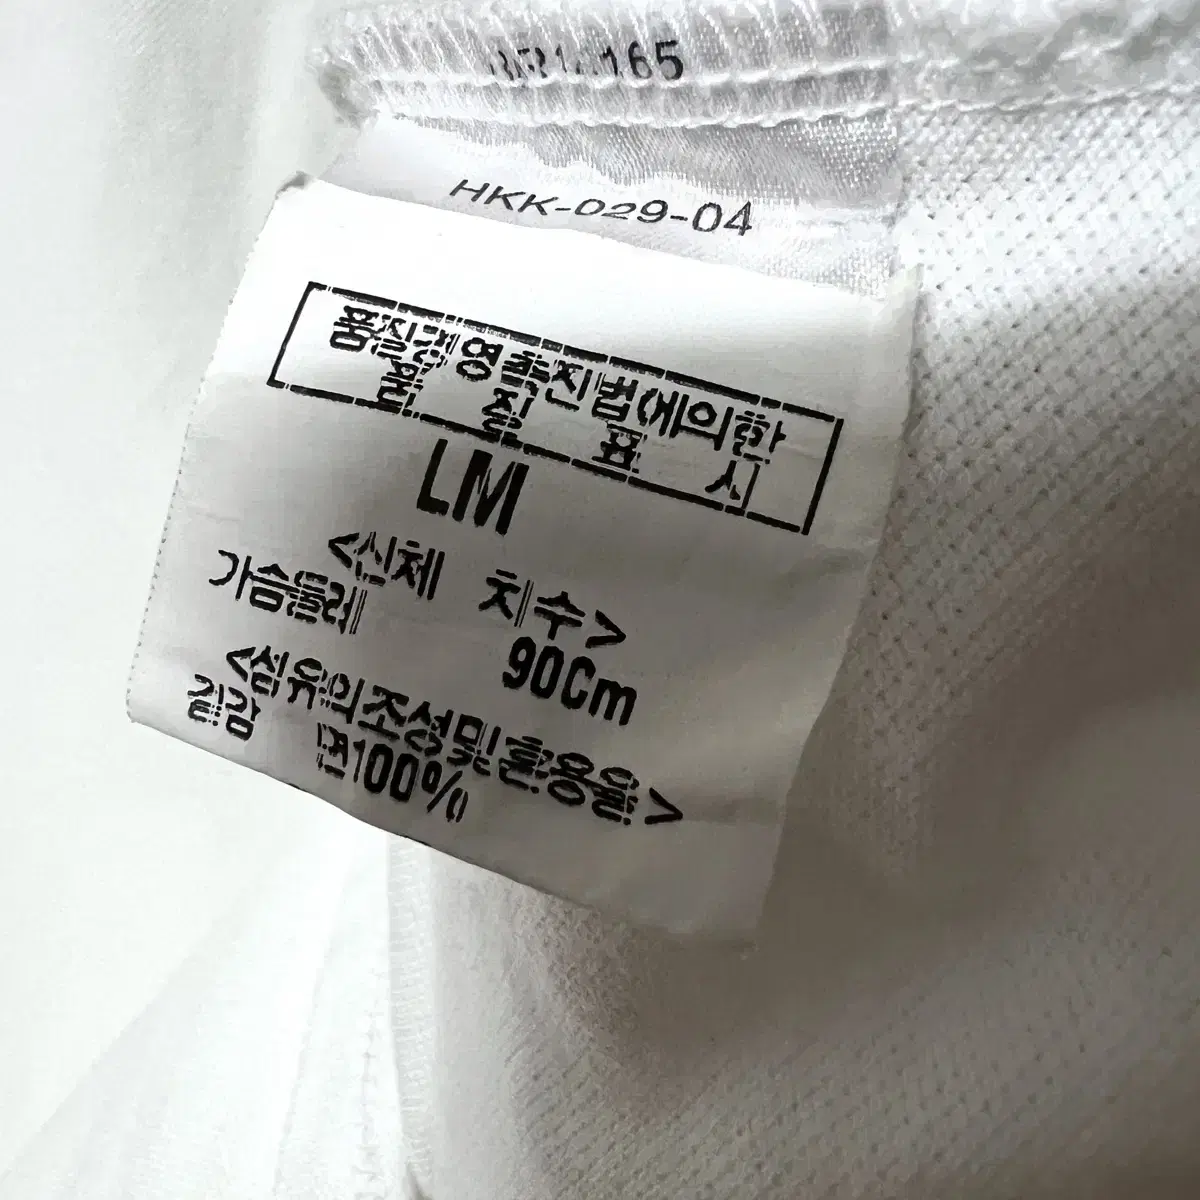 165
HKK-029-04
품질경영촉진법에의한
품 질 표 시
LM
<신체 치수>
가슴둘레 90Cm
<섬유의조성및혼용율>
겉감 면100%